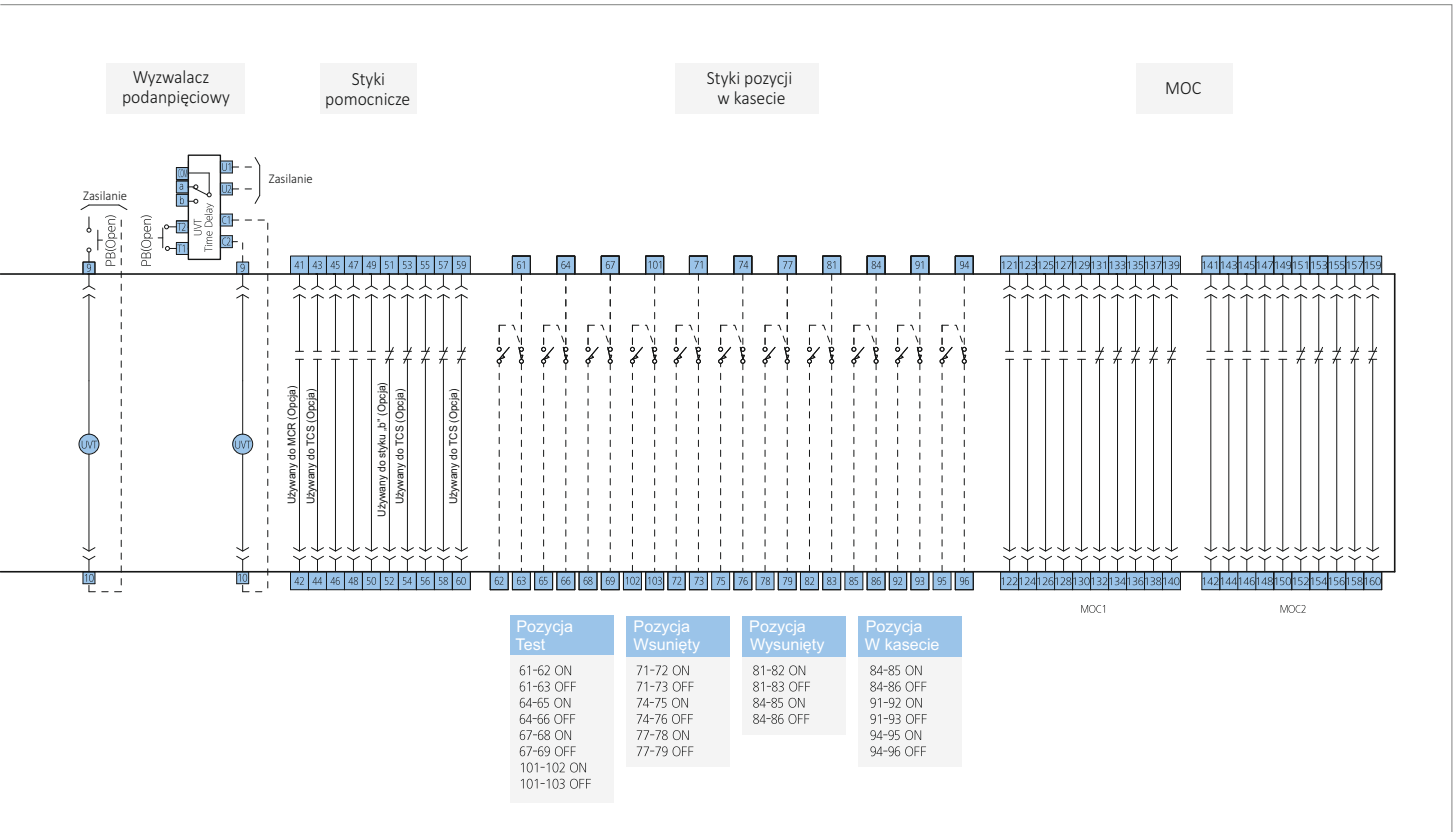 Wyzwalacz
podanpięciowy
Styki
pomocnicze
Styki pozycji
w kasecie
MOC
Zasilanie
PB(Open)
PB(Open)
a
b
T2
T1
UVT
Time Delay
U1
U2
C1
C2
Zasilanie
9
9
41 43 45 47 49 51 53 55 57 59
61 64 67 101 71 74 77 81 84 91 94
121 123 125 127 129 131 133 135 137 139
141 143 145 147 149 151 153 155 157 159
UVT
UVT
Używany do MCR (Opcja)
Używany do TCS (Opcja)
Używany do styku „b” (Opcja)
Używany do TCS (Opcja)
Używany do TCS (Opcja)
10
10
42 44 46 48 50 52 54 56 58 60
62 63 65 66 68 69 102 103 72 73 75 76 78 79 82 83 85 86 92 93 95 96
122 124 126 128 130 132 134 136 138 140
142 144 146 148 150 152 154 156 158 160
MOC1
MOC2
Pozycja
Test
61-62 ON
61-63 OFF
64-65 ON
64-66 OFF
67-68 ON
67-69 OFF
101-102 ON
101-103 OFF
Pozycja
Wsunięty
71-72 ON
71-73 OFF
74-75 ON
74-76 OFF
77-78 ON
77-79 OFF
Pozycja
Wysunięty
81-82 ON
81-83 OFF
84-85 ON
84-86 OFF
Pozycja
W kasecie
84-85 ON
84-86 OFF
91-92 ON
91-93 OFF
94-95 ON
94-96 OFF